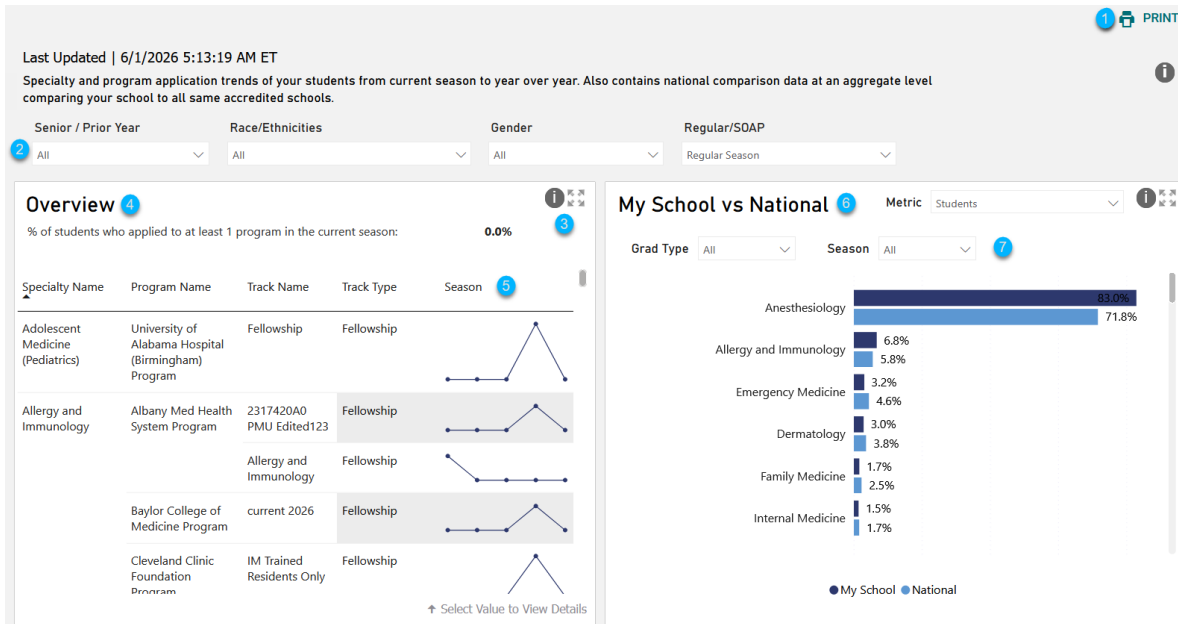 1 PRINT
Last Updated | 6/1/2026 5:13:19 AM ET
Specialty and program application trends of your students from current season to year over year. Also contains national comparison data at an aggregate level
comparing your school to all same accredited schools.
Senior / Prior Year Race/Ethnicities Gender Regular/SOAP
2 All All All Regular Season
Overview 4
3
% of students who applied to at least 1 program in the current season: 0.0%
Specialty Name Program Name Track Name Track Type Season 5
Adolescent University of Fellowship Fellowship
Medicine Alabama Hospital
(Pediatrics) (Birmingham)
Program
Allergy and Albany Med Health 2317420A0 Fellowship
Immunology System Program PMU Edited123
Allergy and Fellowship
Immunology
Baylor College of current 2026 Fellowship
Medicine Program
Cleveland Clinic IM Trained Fellowship
Foundation Residents Only
Program
Select Value to View Details
My School vs National 6 Metric Students
Grad Type All Season All 7
Anesthesiology 83.0%
71.8%
Allergy and Immunology 6.8%
5.8%
Emergency Medicine 3.2%
4.6%
Dermatology 3.0%
3.8%
Family Medicine 1.7%
2.5%
Internal Medicine 1.5%
1.7%
My School National